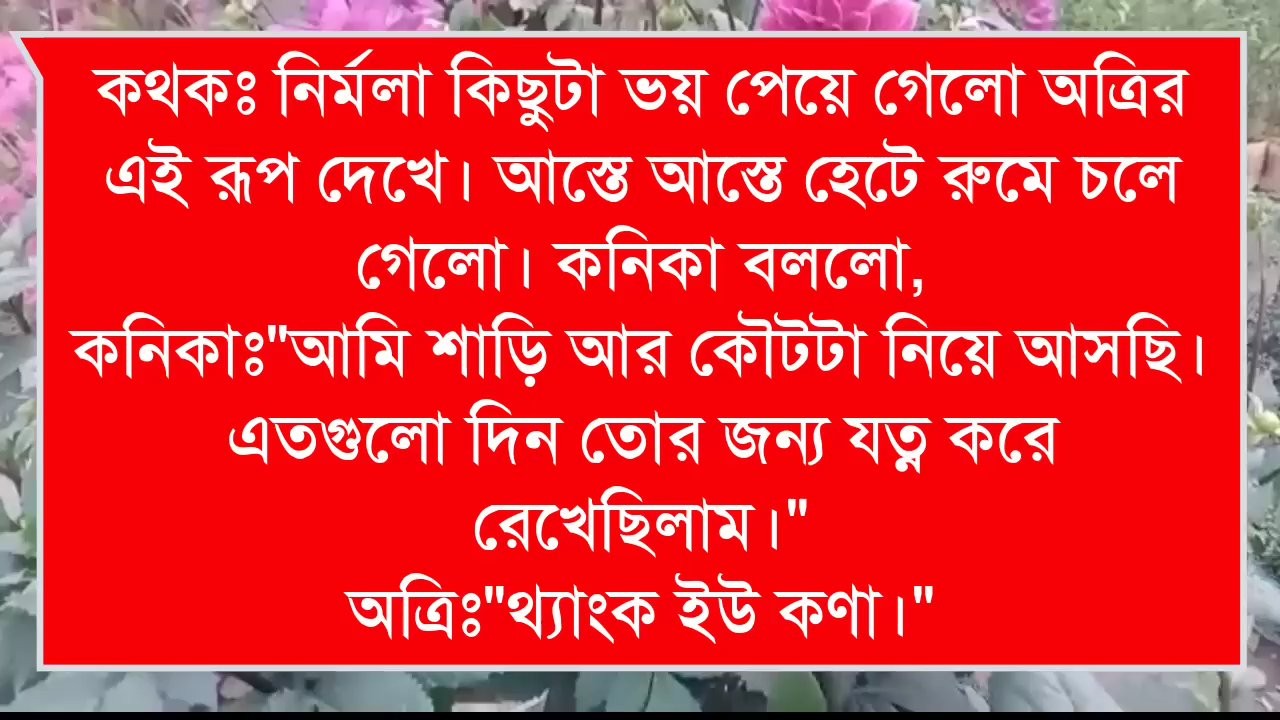 কথকঃ নির্মলা কিছুটা ভয় পেয়ে গেলো অত্রির
এই রূপ দেখে। আস্তে আস্তে হেটে রুমে চলে
গেলো। কনিকা বললো,
কনিকাঃ"আমি শাড়ি আর কৌটটা নিয়ে আসছি।
এতগুলো দিন তোর জন্য যত্ন করে
রেখেছিলাম।"
অত্রিঃ"থ্যাংক ইউ কণা।"